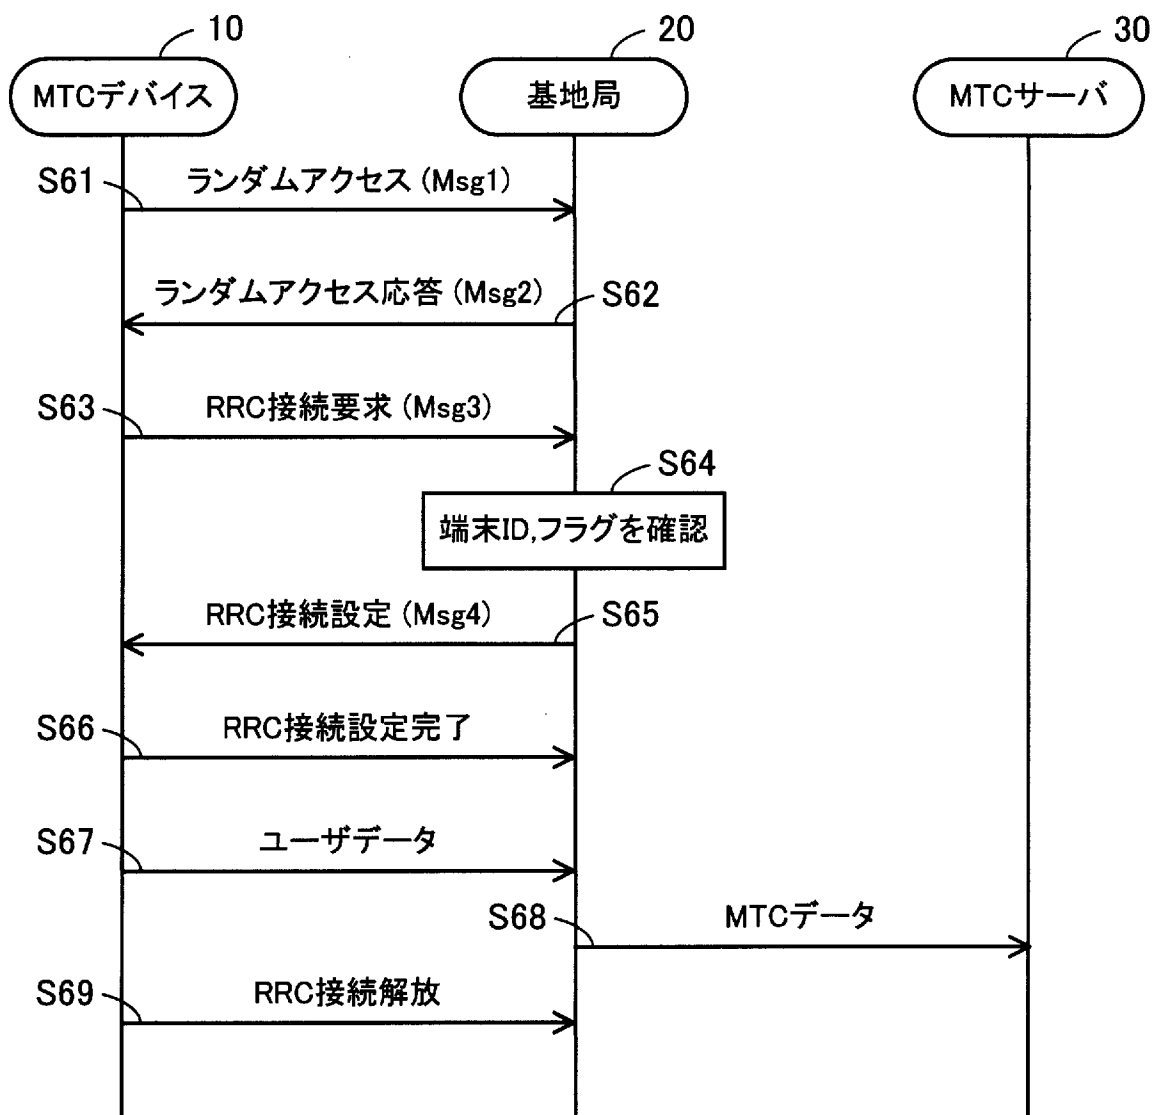 10
20
30
MTCデバイス
基地局
MTCサーバ
S61
ランダムアクセス (Msg1)
ランダムアクセス応答 (Msg2)
S62
S63
RRC接続要求 (Msg3)
S64
端末ID,フラグを確認
RRC接続設定 (Msg4)
S65
S66
RRC接続設定完了
S67
ユーザデータ
S68
MTCデータ
S69
RRC接続解放